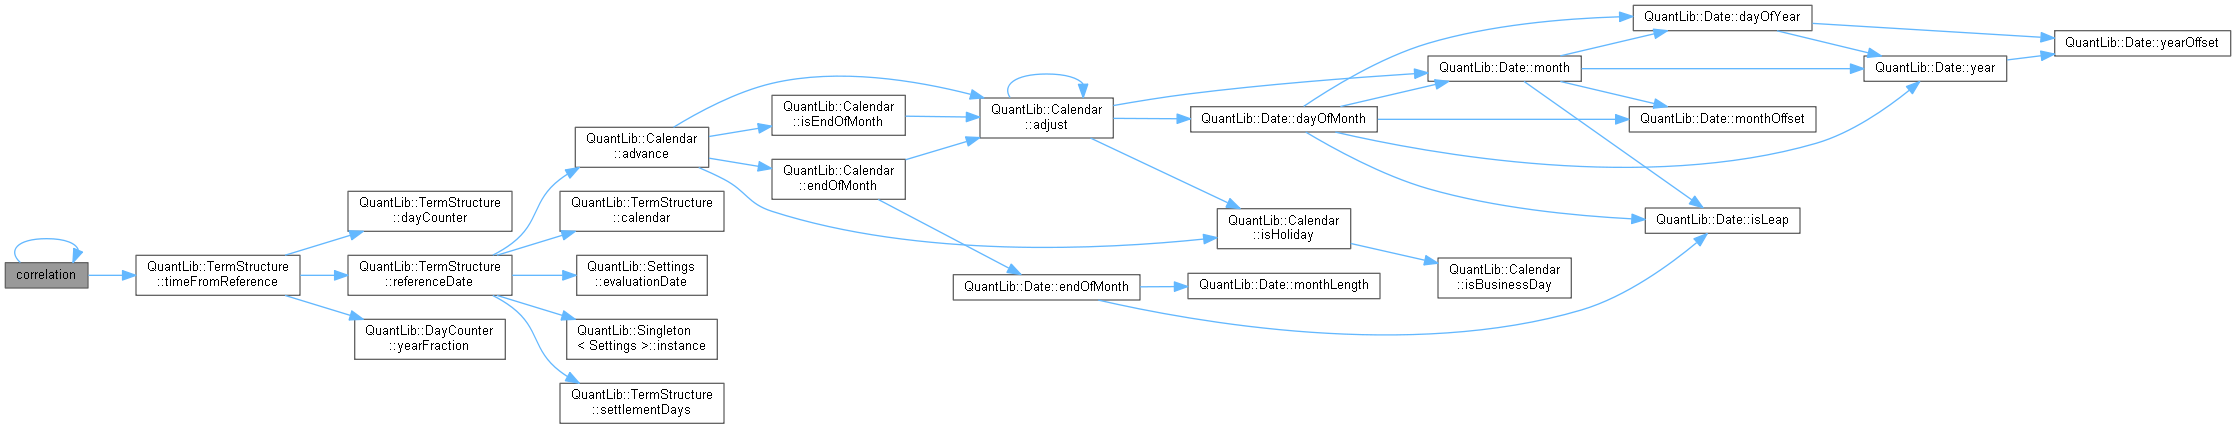 correlation
QuantLib::TermStructure
::timeFromReference
QuantLib::TermStructure
::dayCounter
QuantLib::TermStructure
::referenceDate
QuantLib::DayCounter
::yearFraction
QuantLib::Calendar
::advance
QuantLib::TermStructure
::calendar
QuantLib::Settings
::evaluationDate
QuantLib::Singleton
< Settings >::instance
QuantLib::TermStructure
::settlementDays
QuantLib::Calendar
::isEndOfMonth
QuantLib::Calendar
::endOfMonth
QuantLib::Calendar
::adjust
QuantLib::Date::endOfMonth
QuantLib::Date::dayOfMonth
QuantLib::Calendar
::isHoliday
QuantLib::Date::monthLength
QuantLib::Date::month
QuantLib::Calendar
::isBusinessDay
QuantLib::Date::dayOfYear
QuantLib::Date::monthOffset
QuantLib::Date::isLeap
QuantLib::Date::year
QuantLib::Date::yearOffset